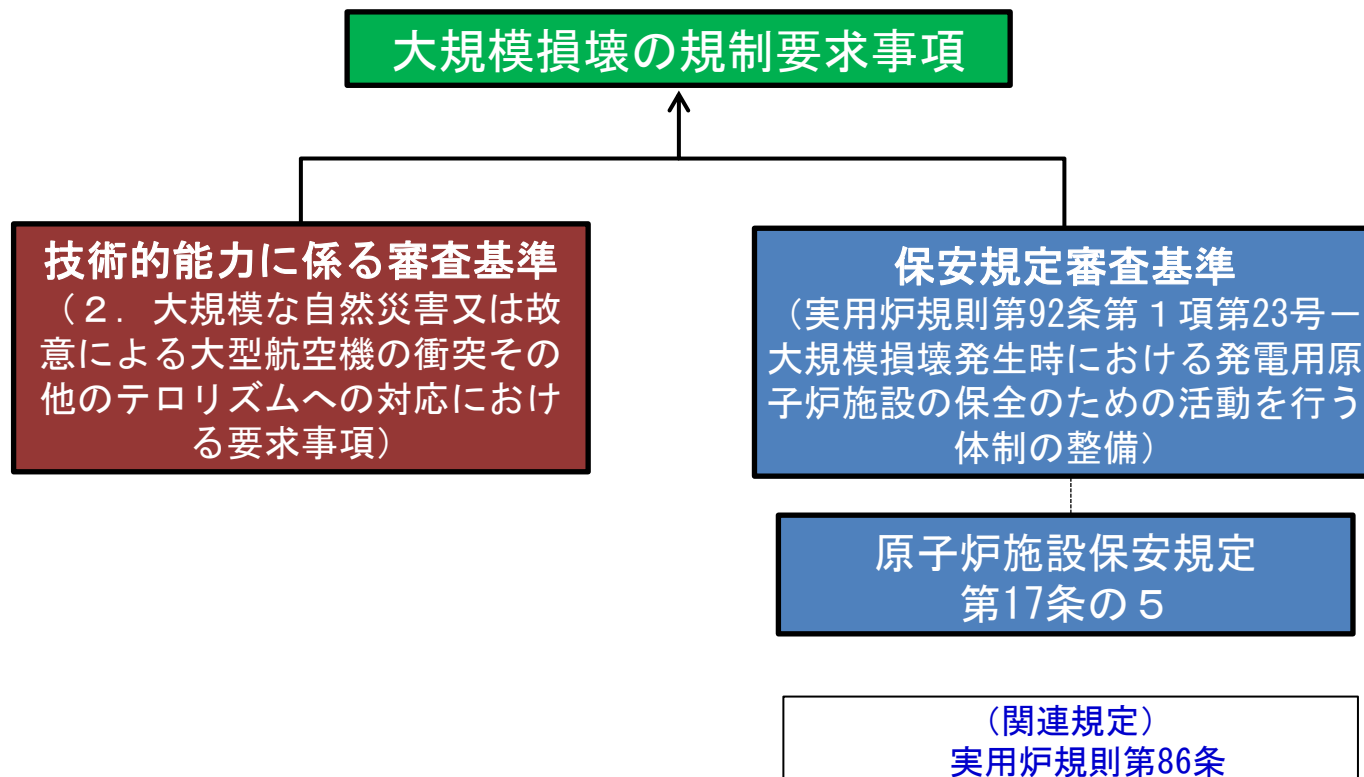 大規模損壊の規制要求事項
技術的能力に係る審査基準
（２．大規模な自然災害又は故
意による大型航空機の衝突その
他のテロリズムへの対応におけ
る要求事項）
保安規定審査基準
（実用炉規則第92条第１項第23号－
大規模損壊発生時における発電用原
子炉施設の保全のための活動を行う
体制の整備）
原子炉施設保安規定
第17条の５
（関連規定）
実用炉規則第86条